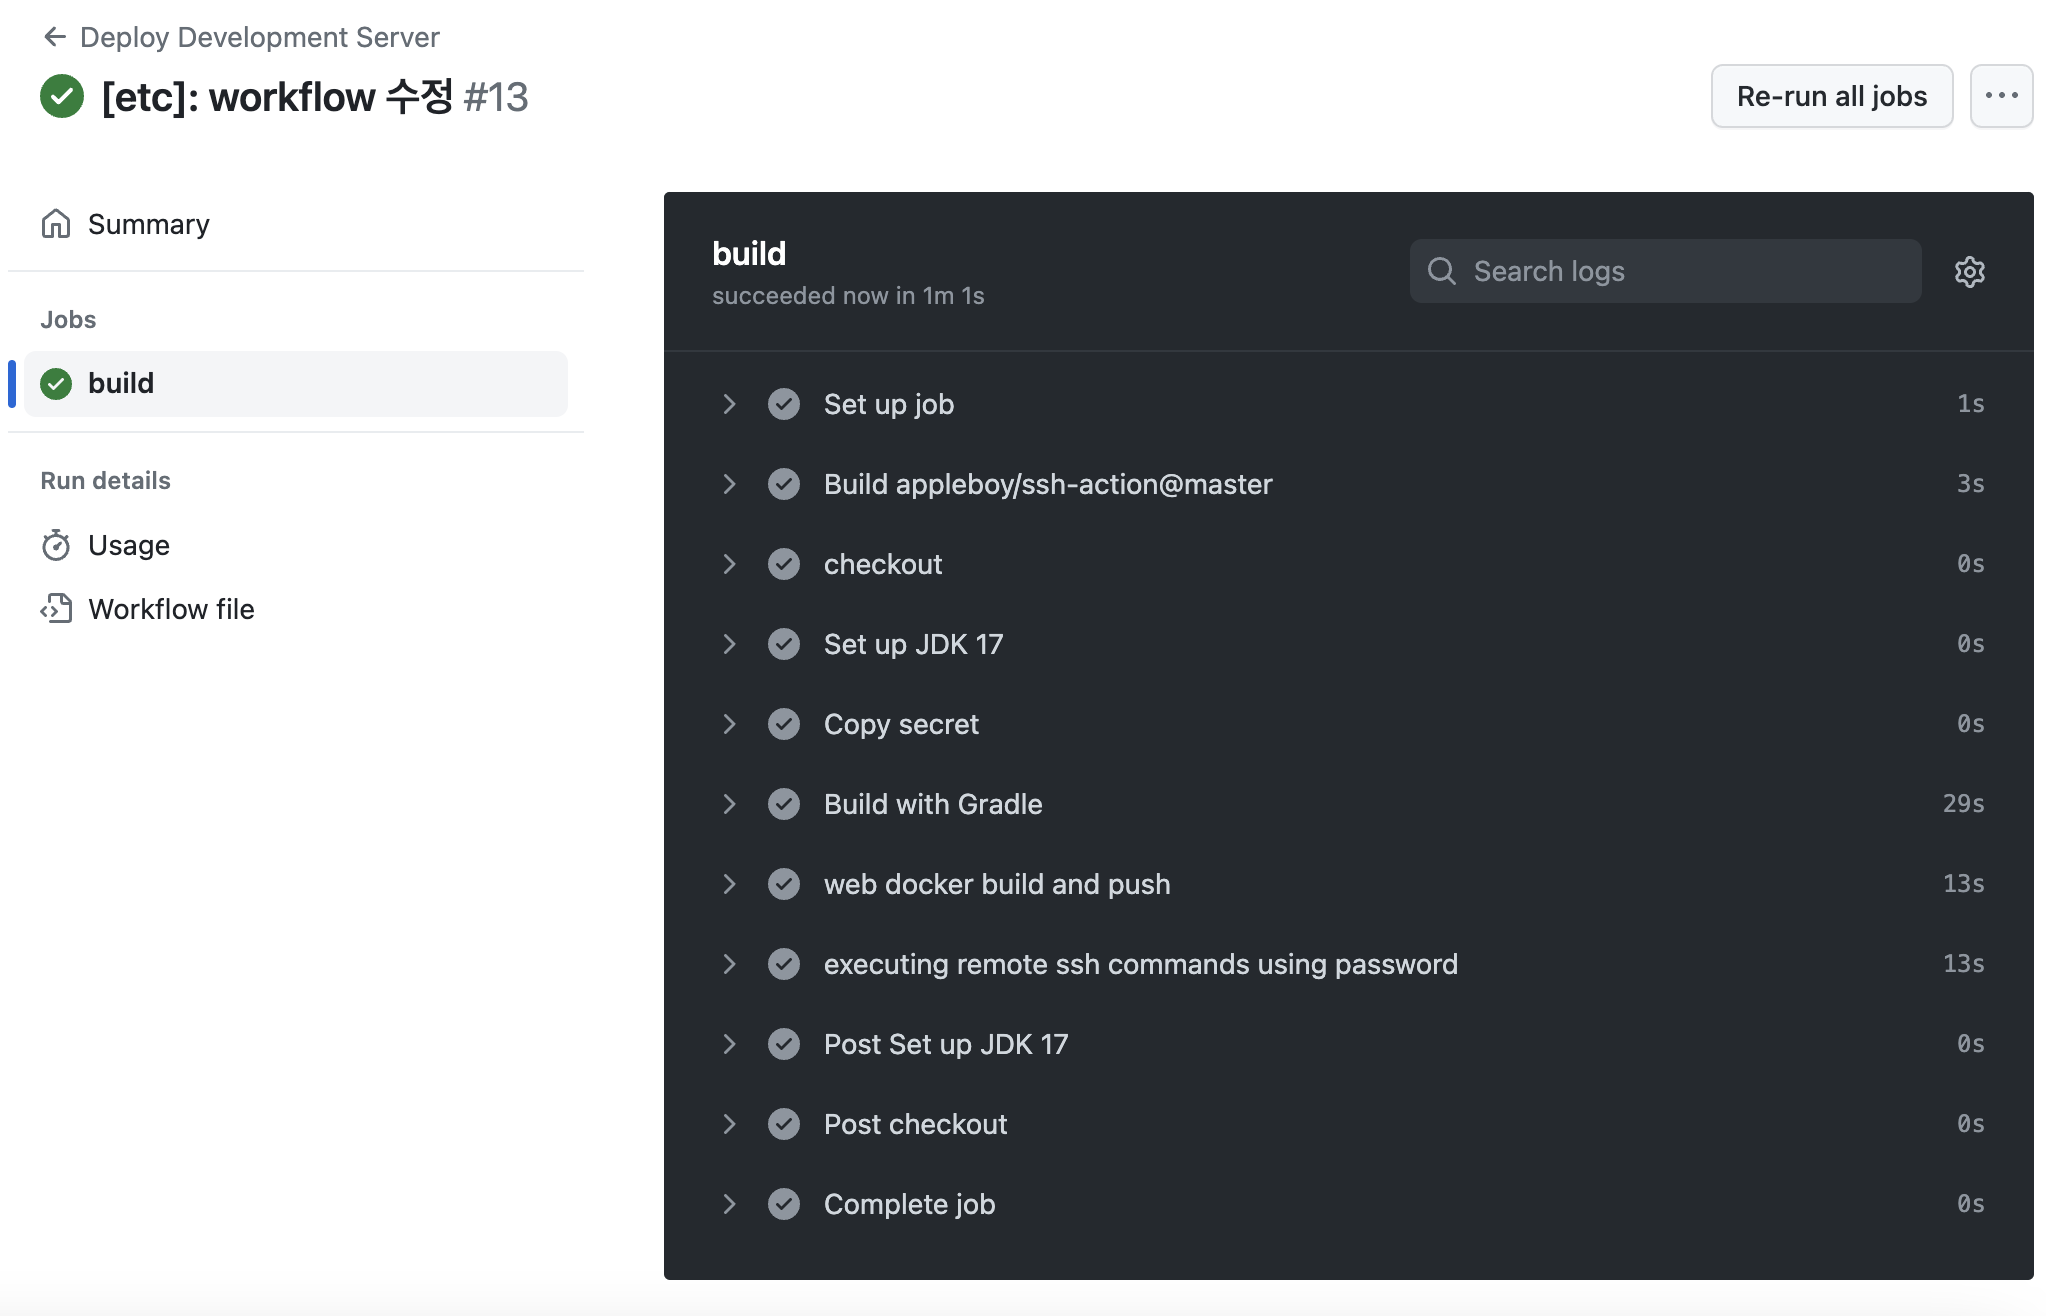 Deploy Development Server
[etc]: workflow 수정 #13
Re-run all jobs
Summary
Jobs
build
Run details
Usage
Workflow file
build
succeeded now in 1m 1s
Search logs
Set up job 1s
Build appleboy/ssh-action@master 3s
checkout 0s
Set up JDK 17 0s
Copy secret 0s
Build with Gradle 29s
web docker build and push 13s
executing remote ssh commands using password 13s
Post Set up JDK 17 0s
Post checkout 0s
Complete job 0s